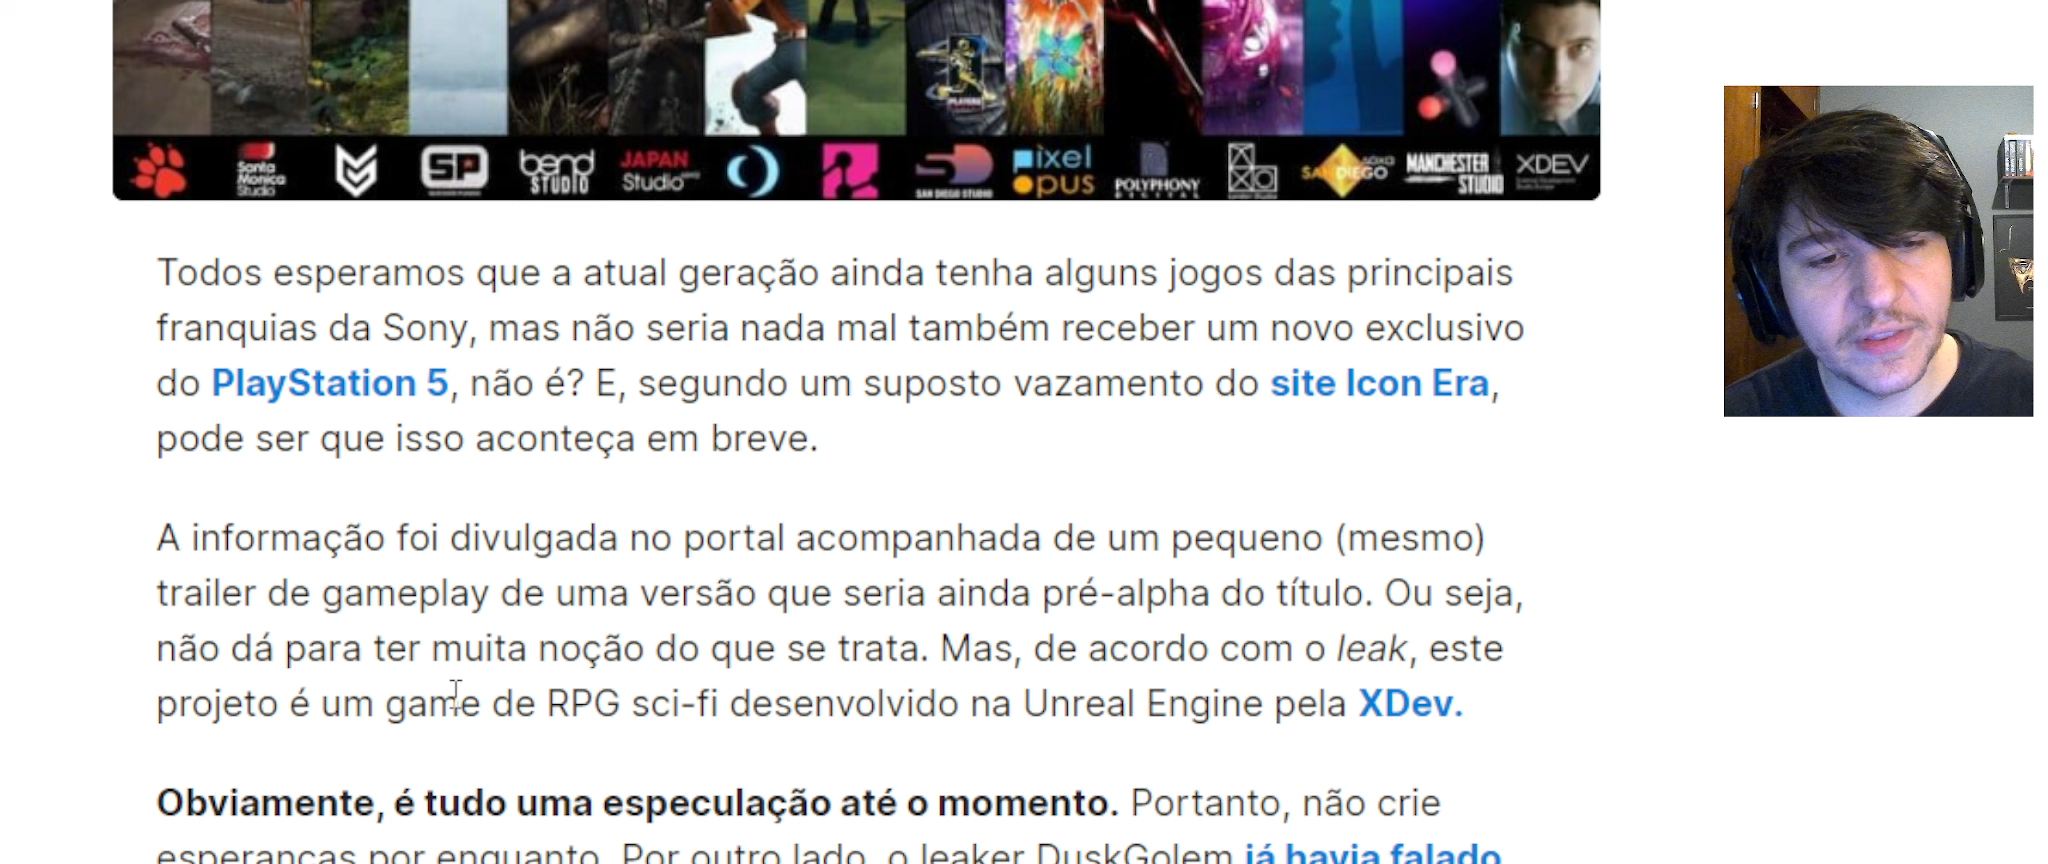 Santa Monica Studio
SP
bend STUDIO
JAPAN Studio
SAN DIEGO STUDIO
PIXEL OPUS
POLYPHONY DIGITAL
SAN DIEGO
MANCHESTER STUDIO
XDEV
Todos esperamos que a atual geração ainda tenha alguns jogos das principais
franquias da Sony, mas não seria nada mal também receber um novo exclusivo
do PlayStation 5, não é? E, segundo um suposto vazamento do site Icon Era,
pode ser que isso aconteça em breve.
A informação foi divulgada no portal acompanhada de um pequeno (mesmo)
trailer de gameplay de uma versão que seria ainda pré-alpha do título. Ou seja,
não dá para ter muita noção do que se trata. Mas, de acordo com o leak, este
projeto é um game de RPG sci-fi desenvolvido na Unreal Engine pela XDev.
Obviamente, é tudo uma especulação até o momento. Portanto, não crie
esperanças por enquanto. Por outro lado, o leaker DuskGolem já havia falado